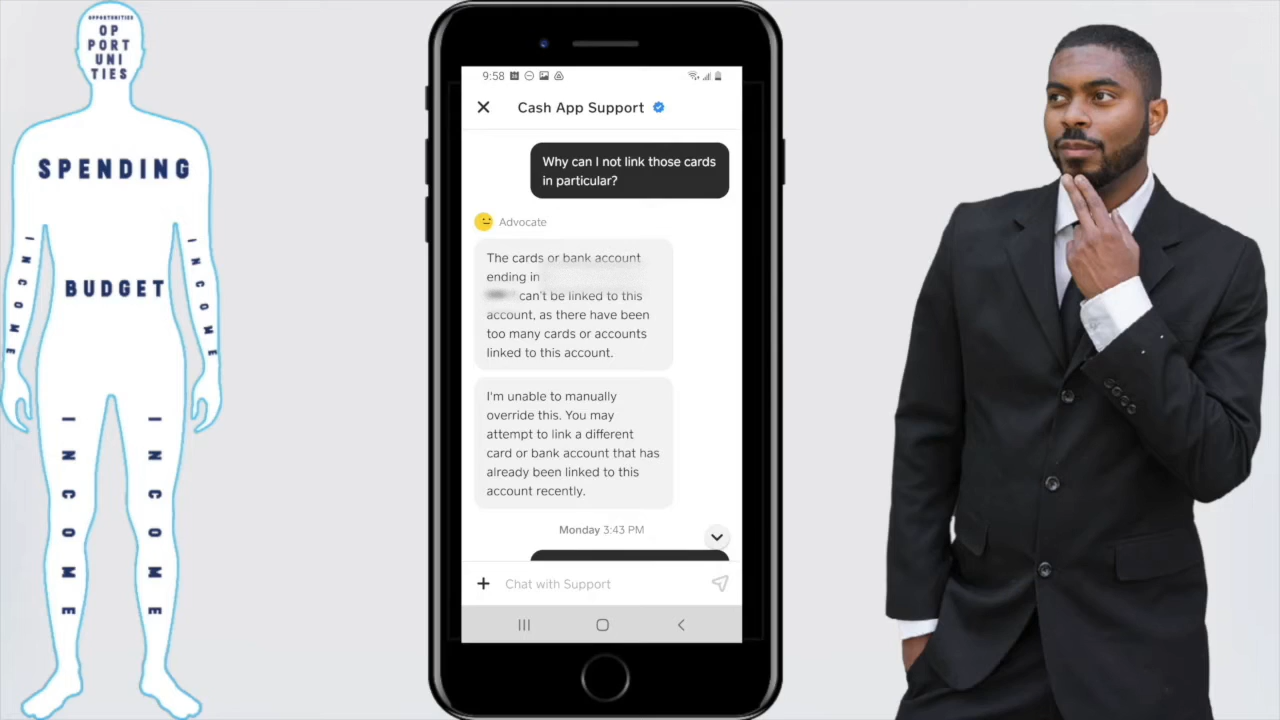 OPPORTUNITIES
OP
PORT
UNI
TIES
SPENDING
INCOME
INCOME
BUDGET
INCOME
INCOME
9:58
Cash App Support
Why can I not link those cards
in particular?
Advocate
The cards or bank account
ending in
can't be linked to this
account, as there have been
too many cards or accounts
linked to this account.
I'm unable to manually
override this. You may
attempt to link a different
card or bank account that has
already been linked to this
account recently.
Monday 3:43 PM
Chat with Support